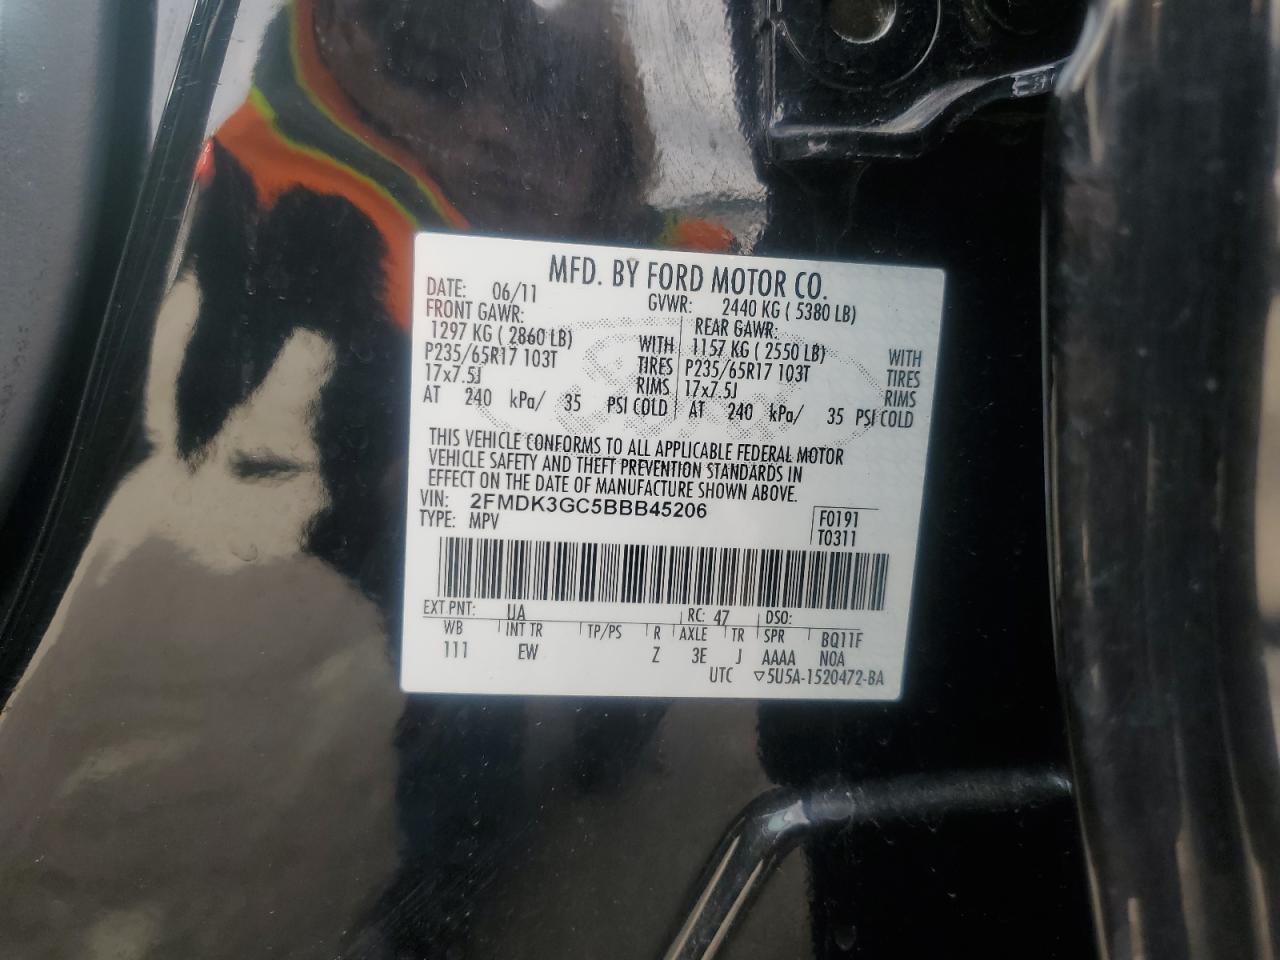 MFD. BY FORD MOTOR CO.
DATE: 06/11 GVWR: 2440 KG ( 5380 LB)
FRONT GAWR: REAR GAWR:
1297 KG ( 2860 LB) WITH 1157 KG ( 2550 LB) WITH
P235/65R17 103T TIRES P235/65R17 103T TIRES
17x7.5J RIMS 17x7.5J RIMS
AT 240 kPa/ 35 PSI COLD AT 240 kPa/ 35 PSI COLD
THIS VEHICLE CONFORMS TO ALL APPLICABLE FEDERAL MOTOR
VEHICLE SAFETY AND THEFT PREVENTION STANDARDS IN
EFFECT ON THE DATE OF MANUFACTURE SHOWN ABOVE.
VIN: 2FMDK3GC5BBB45206 F0191
TYPE: MPV T0311
EXT PNT: UA RC: 47 DSO:
WB INT TR TP/PS R AXLE TR SPR BQ11F
111 EW Z 3E J AAAA N0A
UTC ▽5U5A-1520472-BA